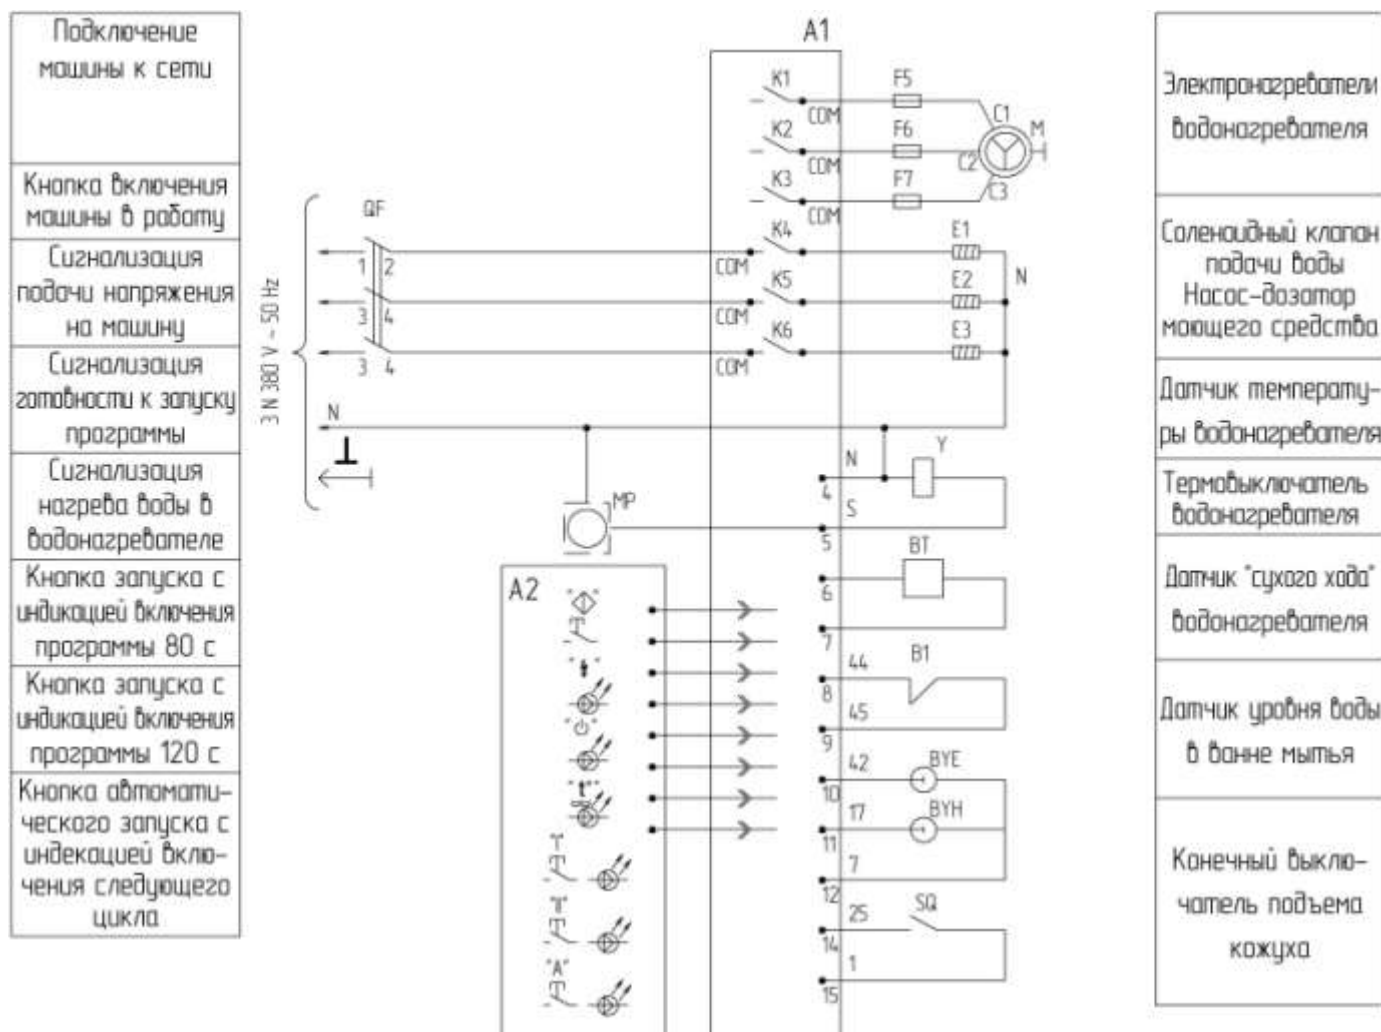 Подключение
машины к сети
Кнопка включения
машины в работу
Сигнализация
подачи напряжения
на машину
Сигнализация
готовности к запуску
программы
Сигнализация
нагрева воды в
водонагревателе
Кнопка запуска с
индикацией включения
программы 80 с
Кнопка запуска с
индикацией включения
программы 120 с
Кнопка автомати-
ческого запуска с
индекацией вклю-
чения следующего
цикла
3 N 380 V ~ 50 Hz
QF
1 2
3 4
3 4
N
MP
A2
"I"
"II"
"A"
A1
K1
COM
K2
COM
K3
COM
K4
COM
K5
COM
K6
COM
F5
F6
F7
C1
C2
C3
M
E1
E2
E3
N
N
Y
4
S
5
BT
6
7
44
B1
8
45
9
42
BYE
10
17
BYH
11
7
12
25
SQ
14
1
15
Электронагреватели
водонагревателя
Соленоидный клапан
подачи воды
Насос-дозатор
моющего средства
Датчик температу-
ры водонагревателя
Термовыключатель
водонагревателя
Датчик "сухого хода"
водонагревателя
Датчик уровня воды
в ванне мытья
Конечный выклю-
чатель подъема
кожуха